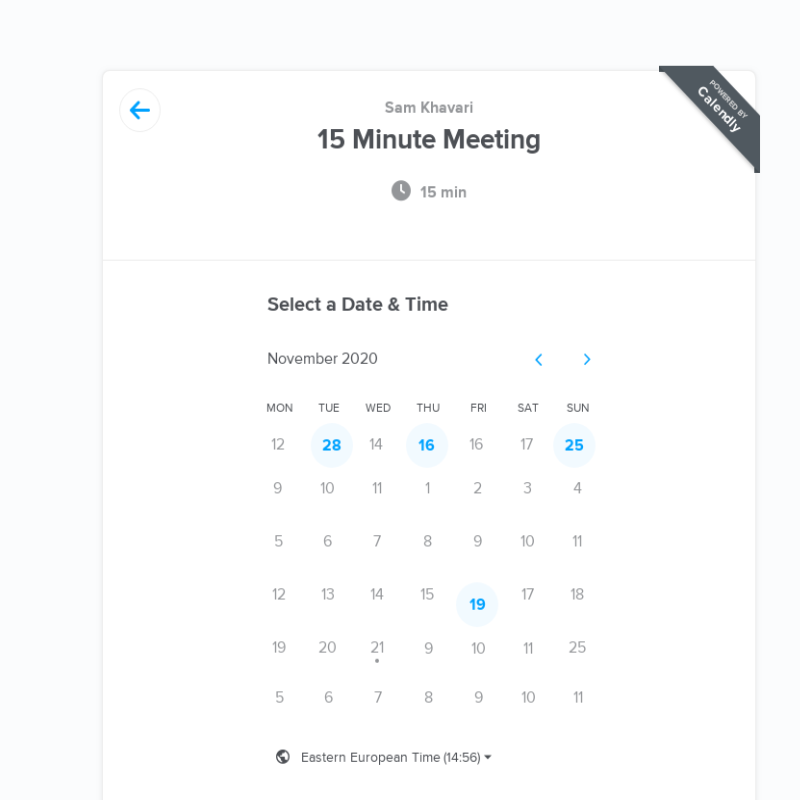 Sam Khavari
15 Minute Meeting
POWERED BY
Calendly
15 min
Select a Date & Time
November 2020
MON TUE WED THU FRI SAT SUN
12 28 14 16 16 17 25
9 10 11 1 2 3 4
5 6 7 8 9 10 11
12 13 14 15 19 17 18
19 20 21 9 10 11 25
5 6 7 8 9 10 11
Eastern European Time (14:56)